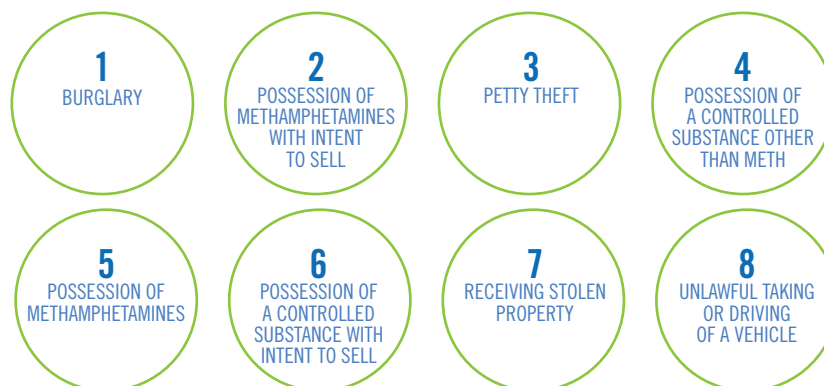 1
BURGLARY
2
POSSESSION OF
METHAMPHETAMINES
WITH INTENT
TO SELL
3
PETTY THEFT
4
POSSESSION OF
A CONTROLLED
SUBSTANCE OTHER
THAN METH
5
POSSESSION OF
METHAMPHETAMINES
6
POSSESSION OF
A CONTROLLED
SUBSTANCE WITH
INTENT TO SELL
7
RECEIVING STOLEN
PROPERTY
8
UNLAWFUL TAKING
OR DRIVING
OF A VEHICLE